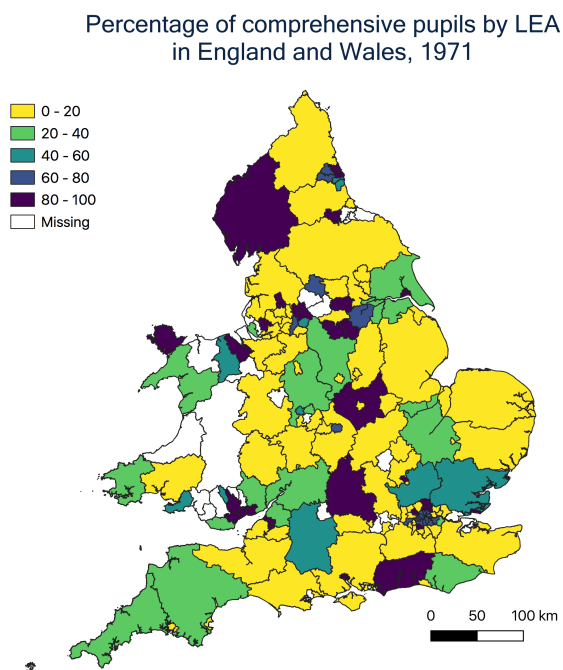 Percentage of comprehensive pupils by LEA
in England and Wales, 1971
0 - 20
20 - 40
40 - 60
60 - 80
80 - 100
Missing
0 50 100 km